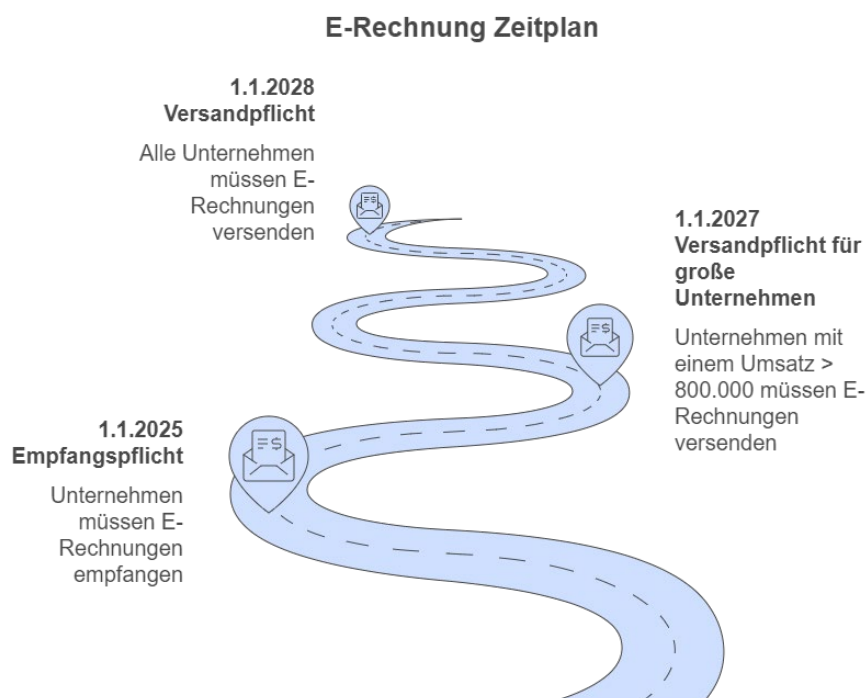 E-Rechnung Zeitplan
1.1.2028
Versandpflicht
Alle Unternehmen
müssen E-
Rechnungen
versenden
1.1.2027
Versandpflicht für
große
Unternehmen
Unternehmen mit
einem Umsatz >
800.000 müssen E-
Rechnungen
versenden
1.1.2025
Empfangspflicht
Unternehmen
müssen E-
Rechnungen
empfangen
$
$
$